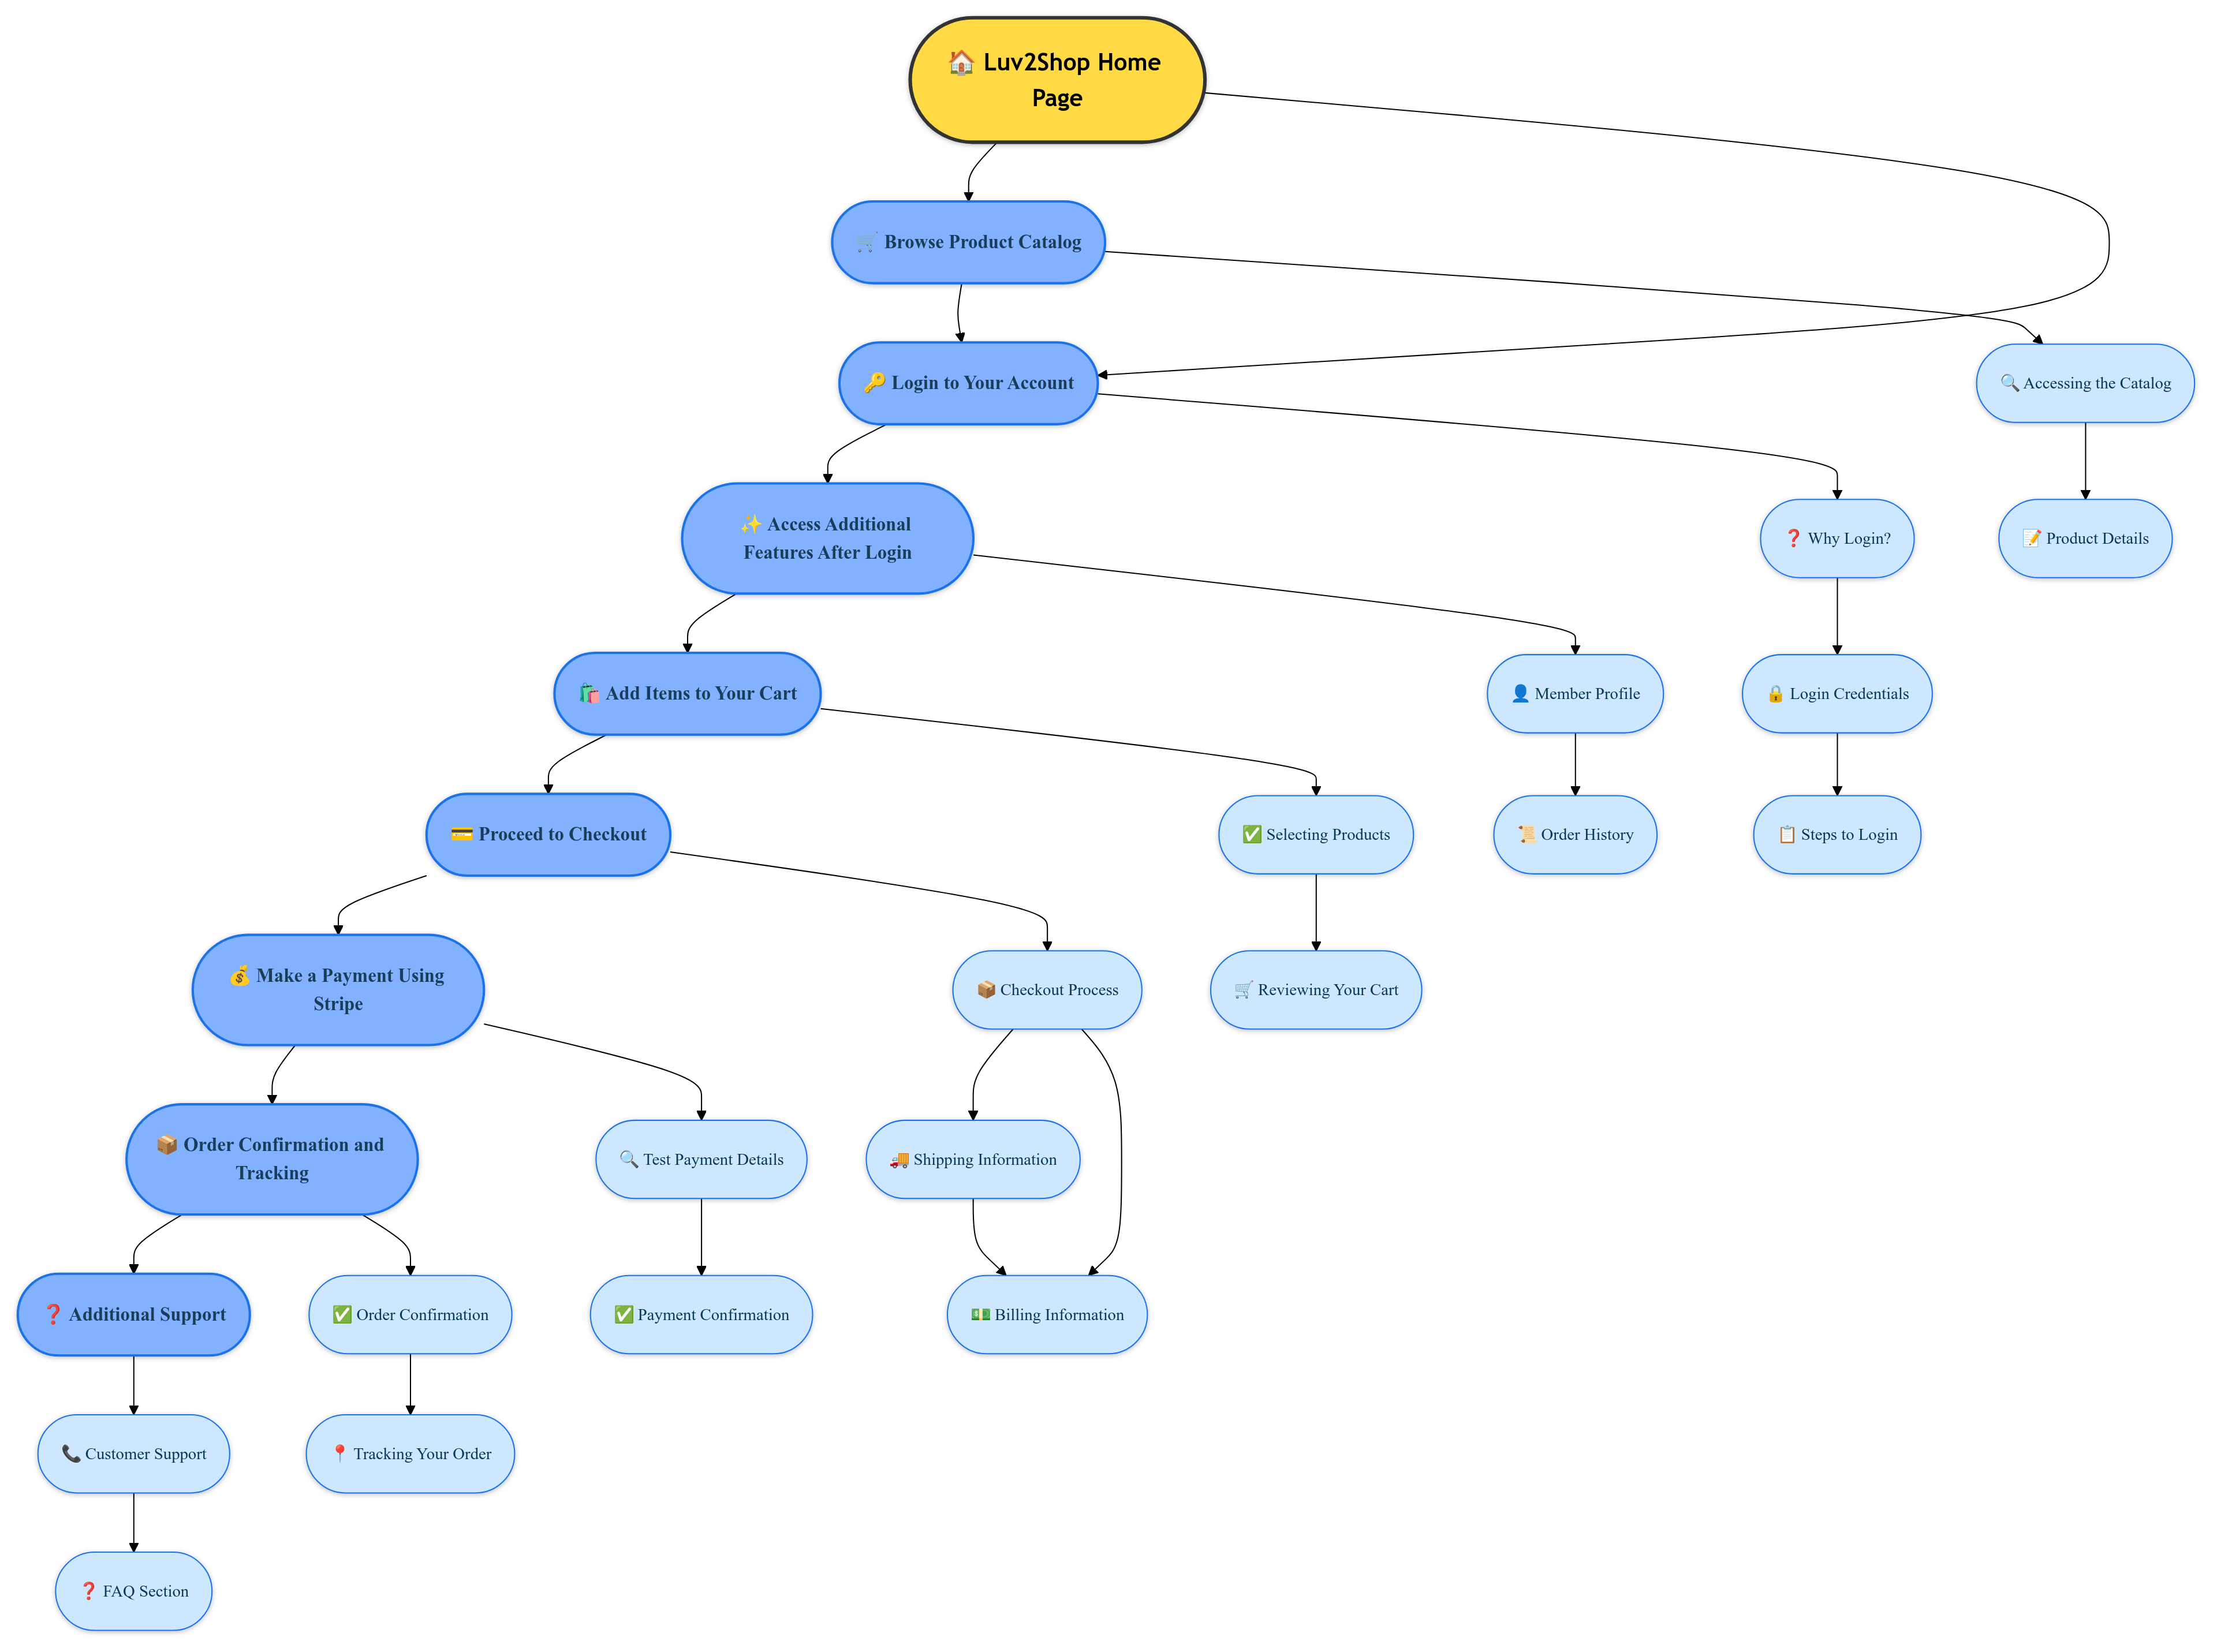 🏠 Luv2Shop Home
Page
🛒 Browse Product Catalog
🔑 Login to Your Account
🔍 Accessing the Catalog
✨ Access Additional
Features After Login
❓ Why Login?
📝 Product Details
🛍️ Add Items to Your Cart
👤 Member Profile
🔒 Login Credentials
💳 Proceed to Checkout
✅ Selecting Products
📜 Order History
📋 Steps to Login
💰 Make a Payment Using
Stripe
📦 Checkout Process
🛒 Reviewing Your Cart
📦 Order Confirmation and
Tracking
🔍 Test Payment Details
🚚 Shipping Information
❓ Additional Support
✅ Order Confirmation
✅ Payment Confirmation
💵 Billing Information
📞 Customer Support
📍 Tracking Your Order
❓ FAQ Section